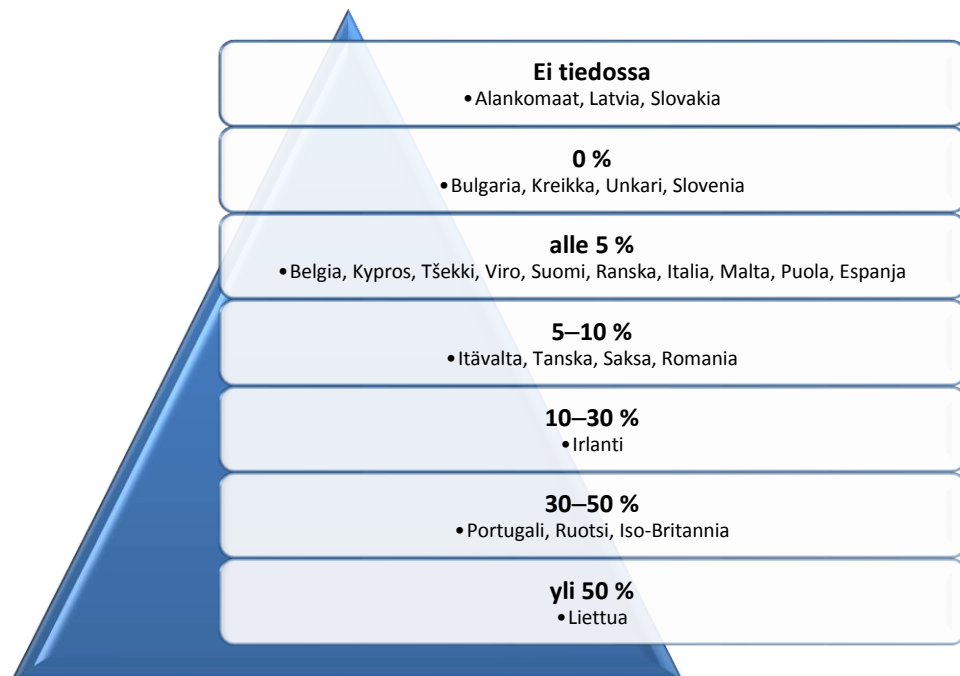 Ei tiedossa
•Alankomaat, Latvia, Slovakia
0 %
•Bulgaria, Kreikka, Unkari, Slovenia
alle 5 %
•Belgia, Kypros, Tšekki, Viro, Suomi, Ranska, Italia, Malta, Puola, Espanja
5–10 %
•Itävalta, Tanska, Saksa, Romania
10–30 %
•Irlanti
30–50 %
•Portugali, Ruotsi, Iso-Britannia
yli 50 %
•Liettua